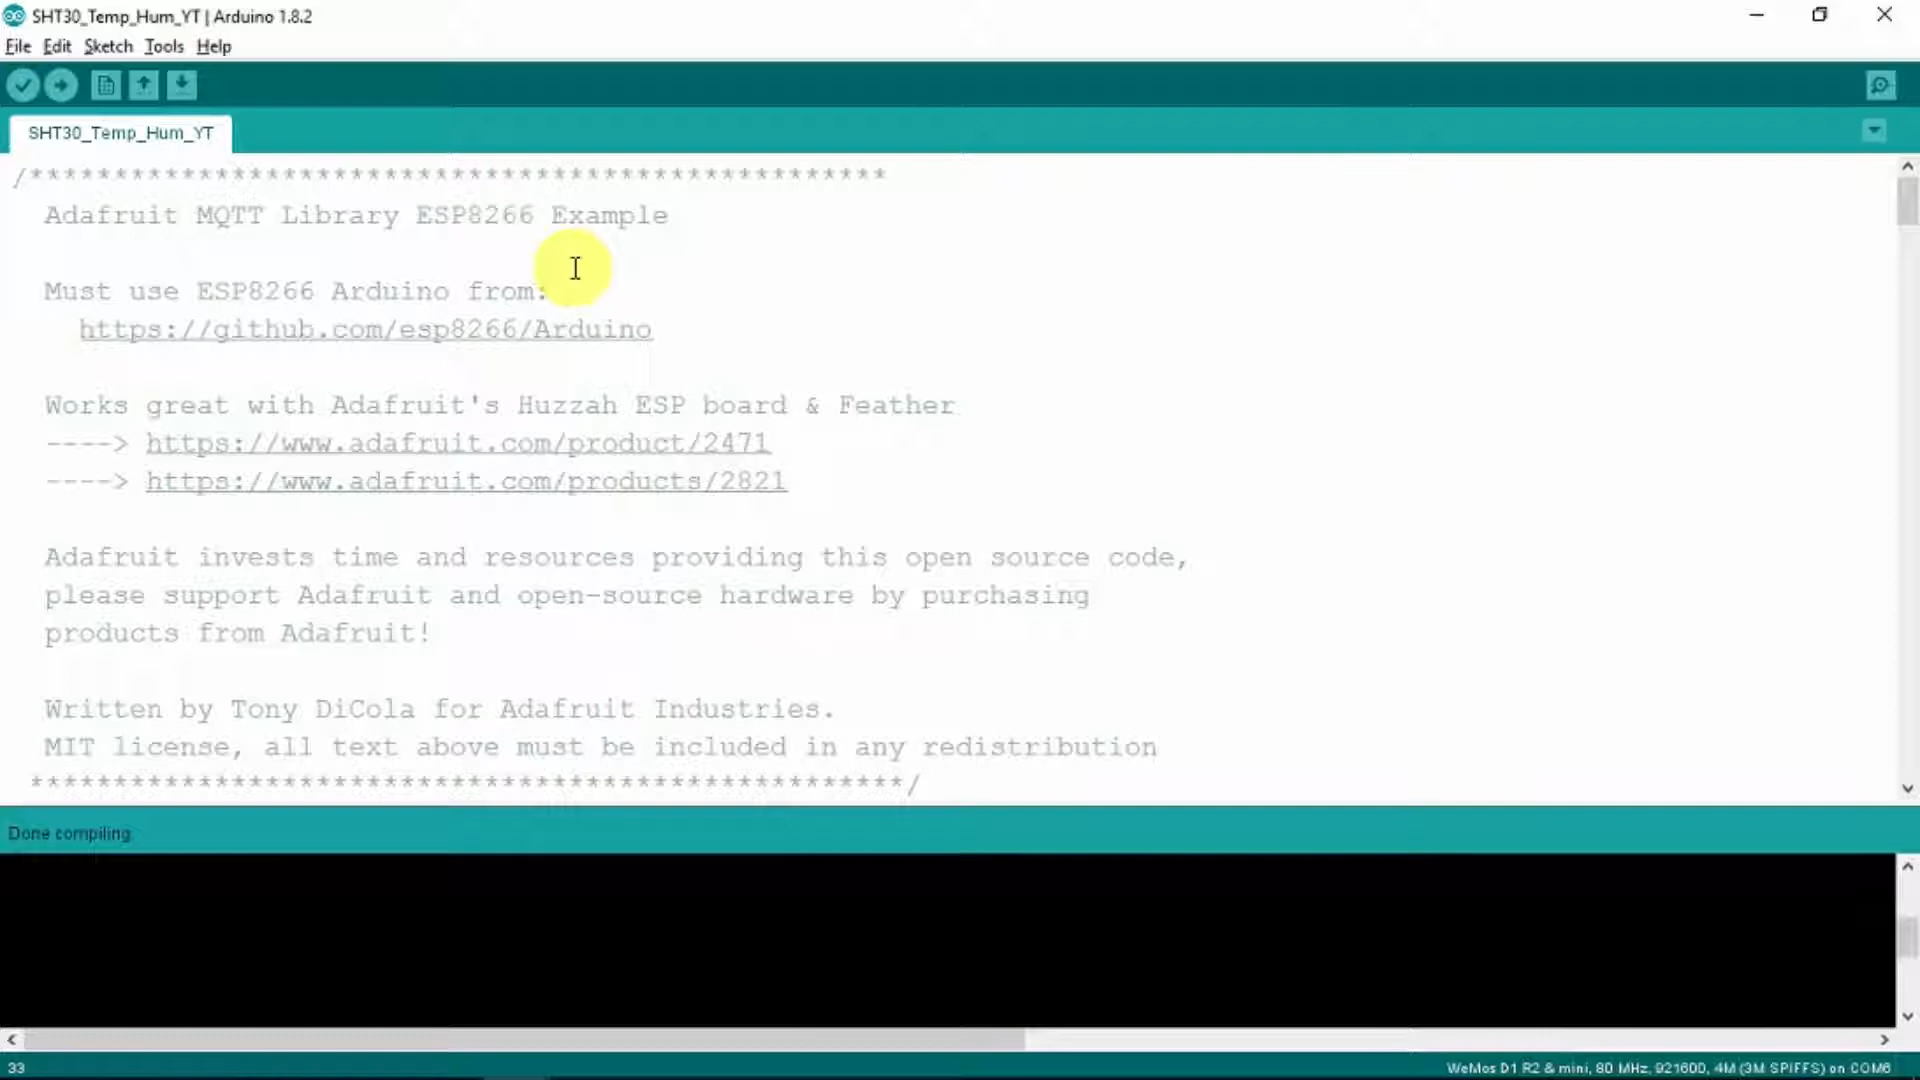 SHT30_Temp_Hum_YT | Arduino 1.8.2
File Edit Sketch Tools Help
SHT30_Temp_Hum_YT
/***************************************************
Adafruit MQTT Library ESP8266 Example
Must use ESP8266 Arduino from:
https://github.com/esp8266/Arduino
Works great with Adafruit's Huzzah ESP board & Feather
----> https://www.adafruit.com/product/2471
----> https://www.adafruit.com/products/2821
Adafruit invests time and resources providing this open source code,
please support Adafruit and open-source hardware by purchasing
products from Adafruit!
Written by Tony DiCola for Adafruit Industries.
MIT license, all text above must be included in any redistribution
****************************************************/
Done compiling.
33
WeMos D1 R2 & mini, 80 MHz, 921600, 4M (3M SPIFFS) on COM6